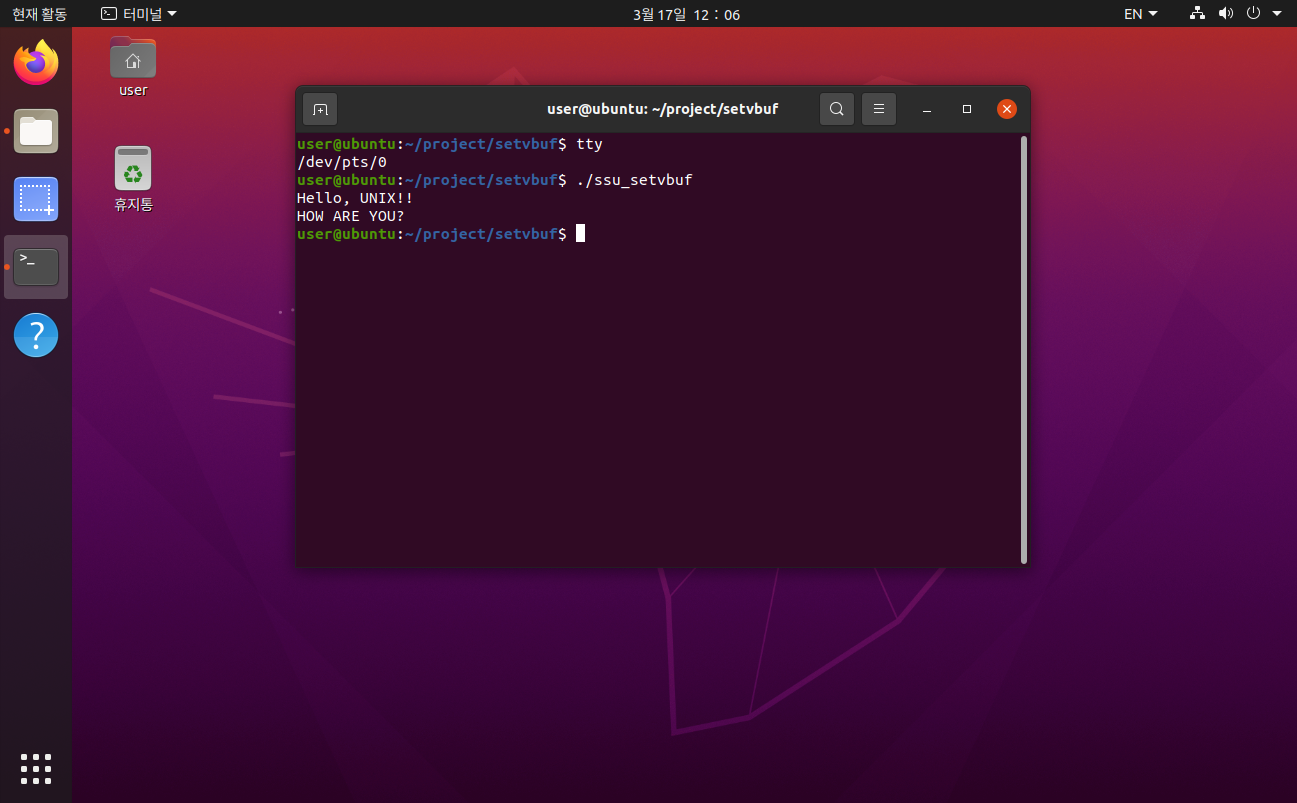 현재 활동 터미널 3월 17일 12：06 EN
user
휴지통
user@ubuntu: ~/project/setvbuf
user@ubuntu:~/project/setvbuf$ tty
/dev/pts/0
user@ubuntu:~/project/setvbuf$ ./ssu_setvbuf
Hello, UNIX!!
HOW ARE YOU?
user@ubuntu:~/project/setvbuf$